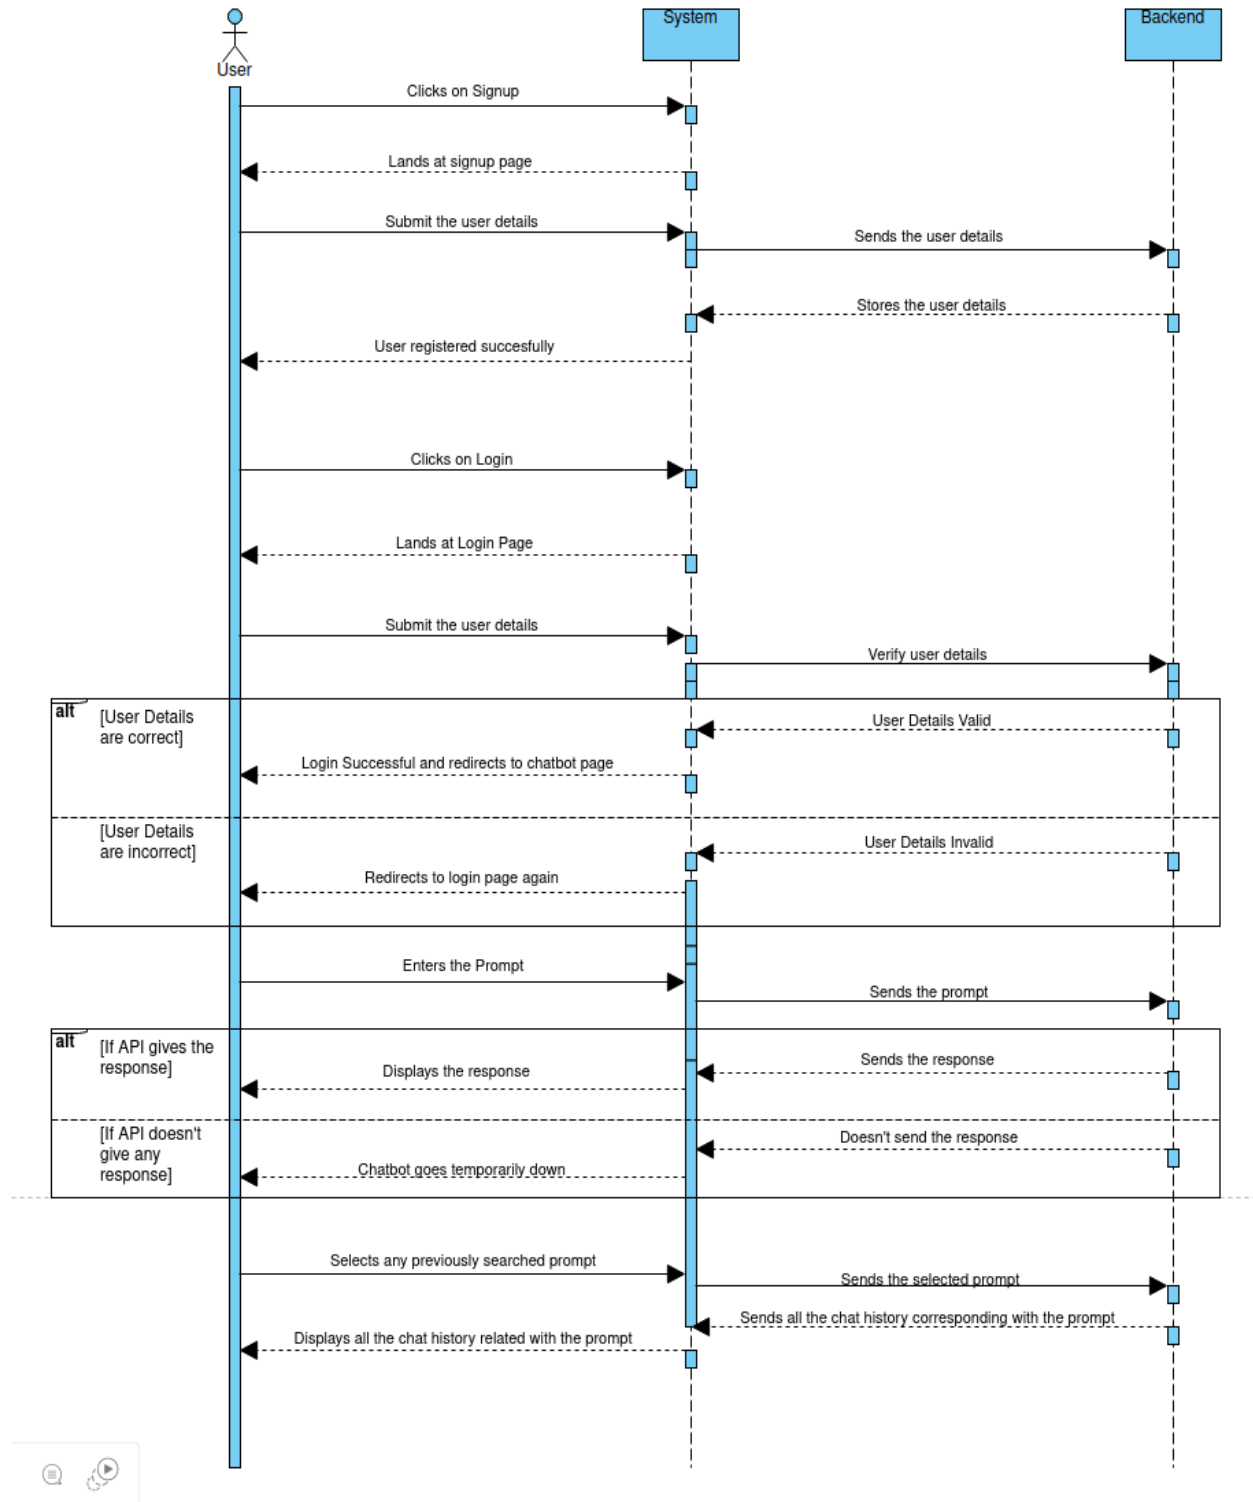 System
Backend
User
Clicks on Signup
Lands at signup page
Submit the user details
Sends the user details
Stores the user details
User registered succesfully
Clicks on Login
Lands at Login Page
Submit the user details
Verify user details
alt
[User Details
are correct]
User Details Valid
Login Successful and redirects to chatbot page
[User Details
are incorrect]
User Details Invalid
Redirects to login page again
Enters the Prompt
Sends the prompt
alt
[If API gives the
response]
Sends the response
Displays the response
[If API doesn't
give any
response]
Doesn't send the response
Chatbot goes temporarily down
Selects any previously searched prompt
Sends the selected prompt
Sends all the chat history corresponding with the prompt
Displays all the chat history related with the prompt